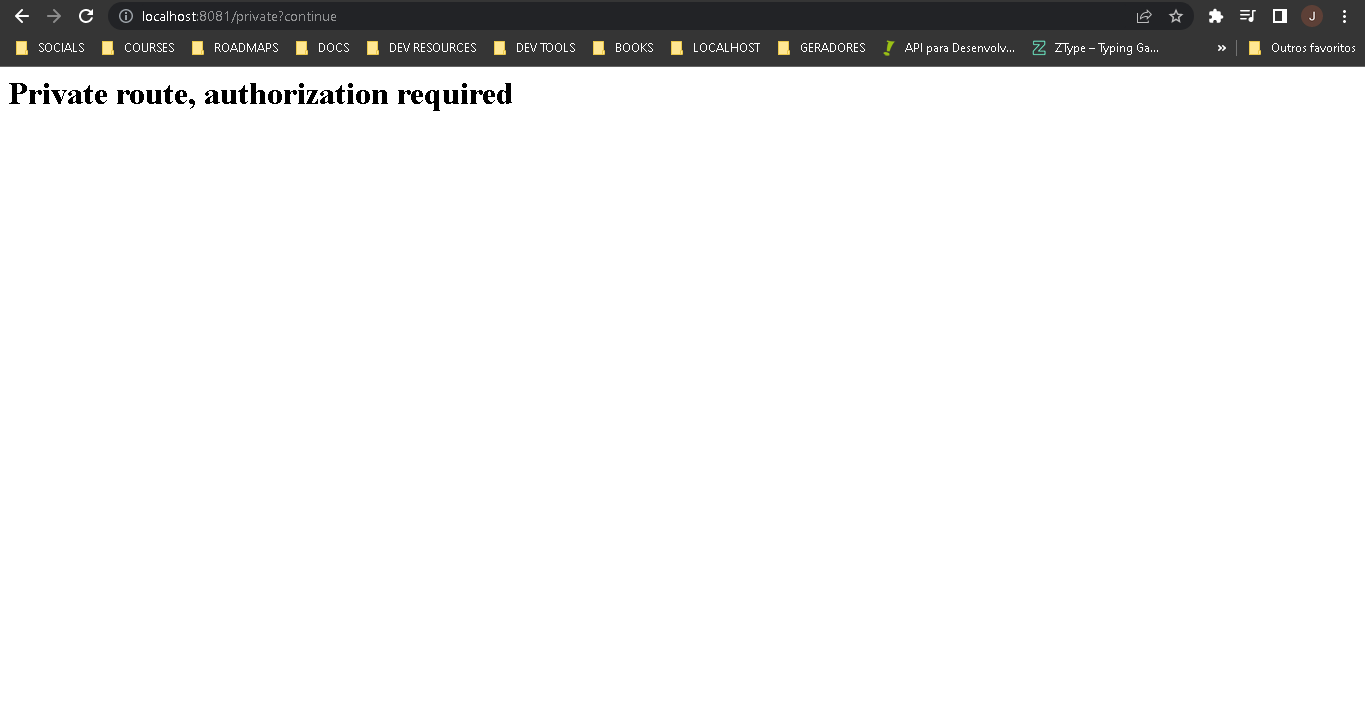 localhost:8081/private?continue
J
SOCIALS COURSES ROADMAPS DOCS DEV RESOURCES DEV TOOLS BOOKS LOCALHOST GERADORES API para Desenvolv... ZType – Typing Ga... » Outros favoritos
Private route, authorization required